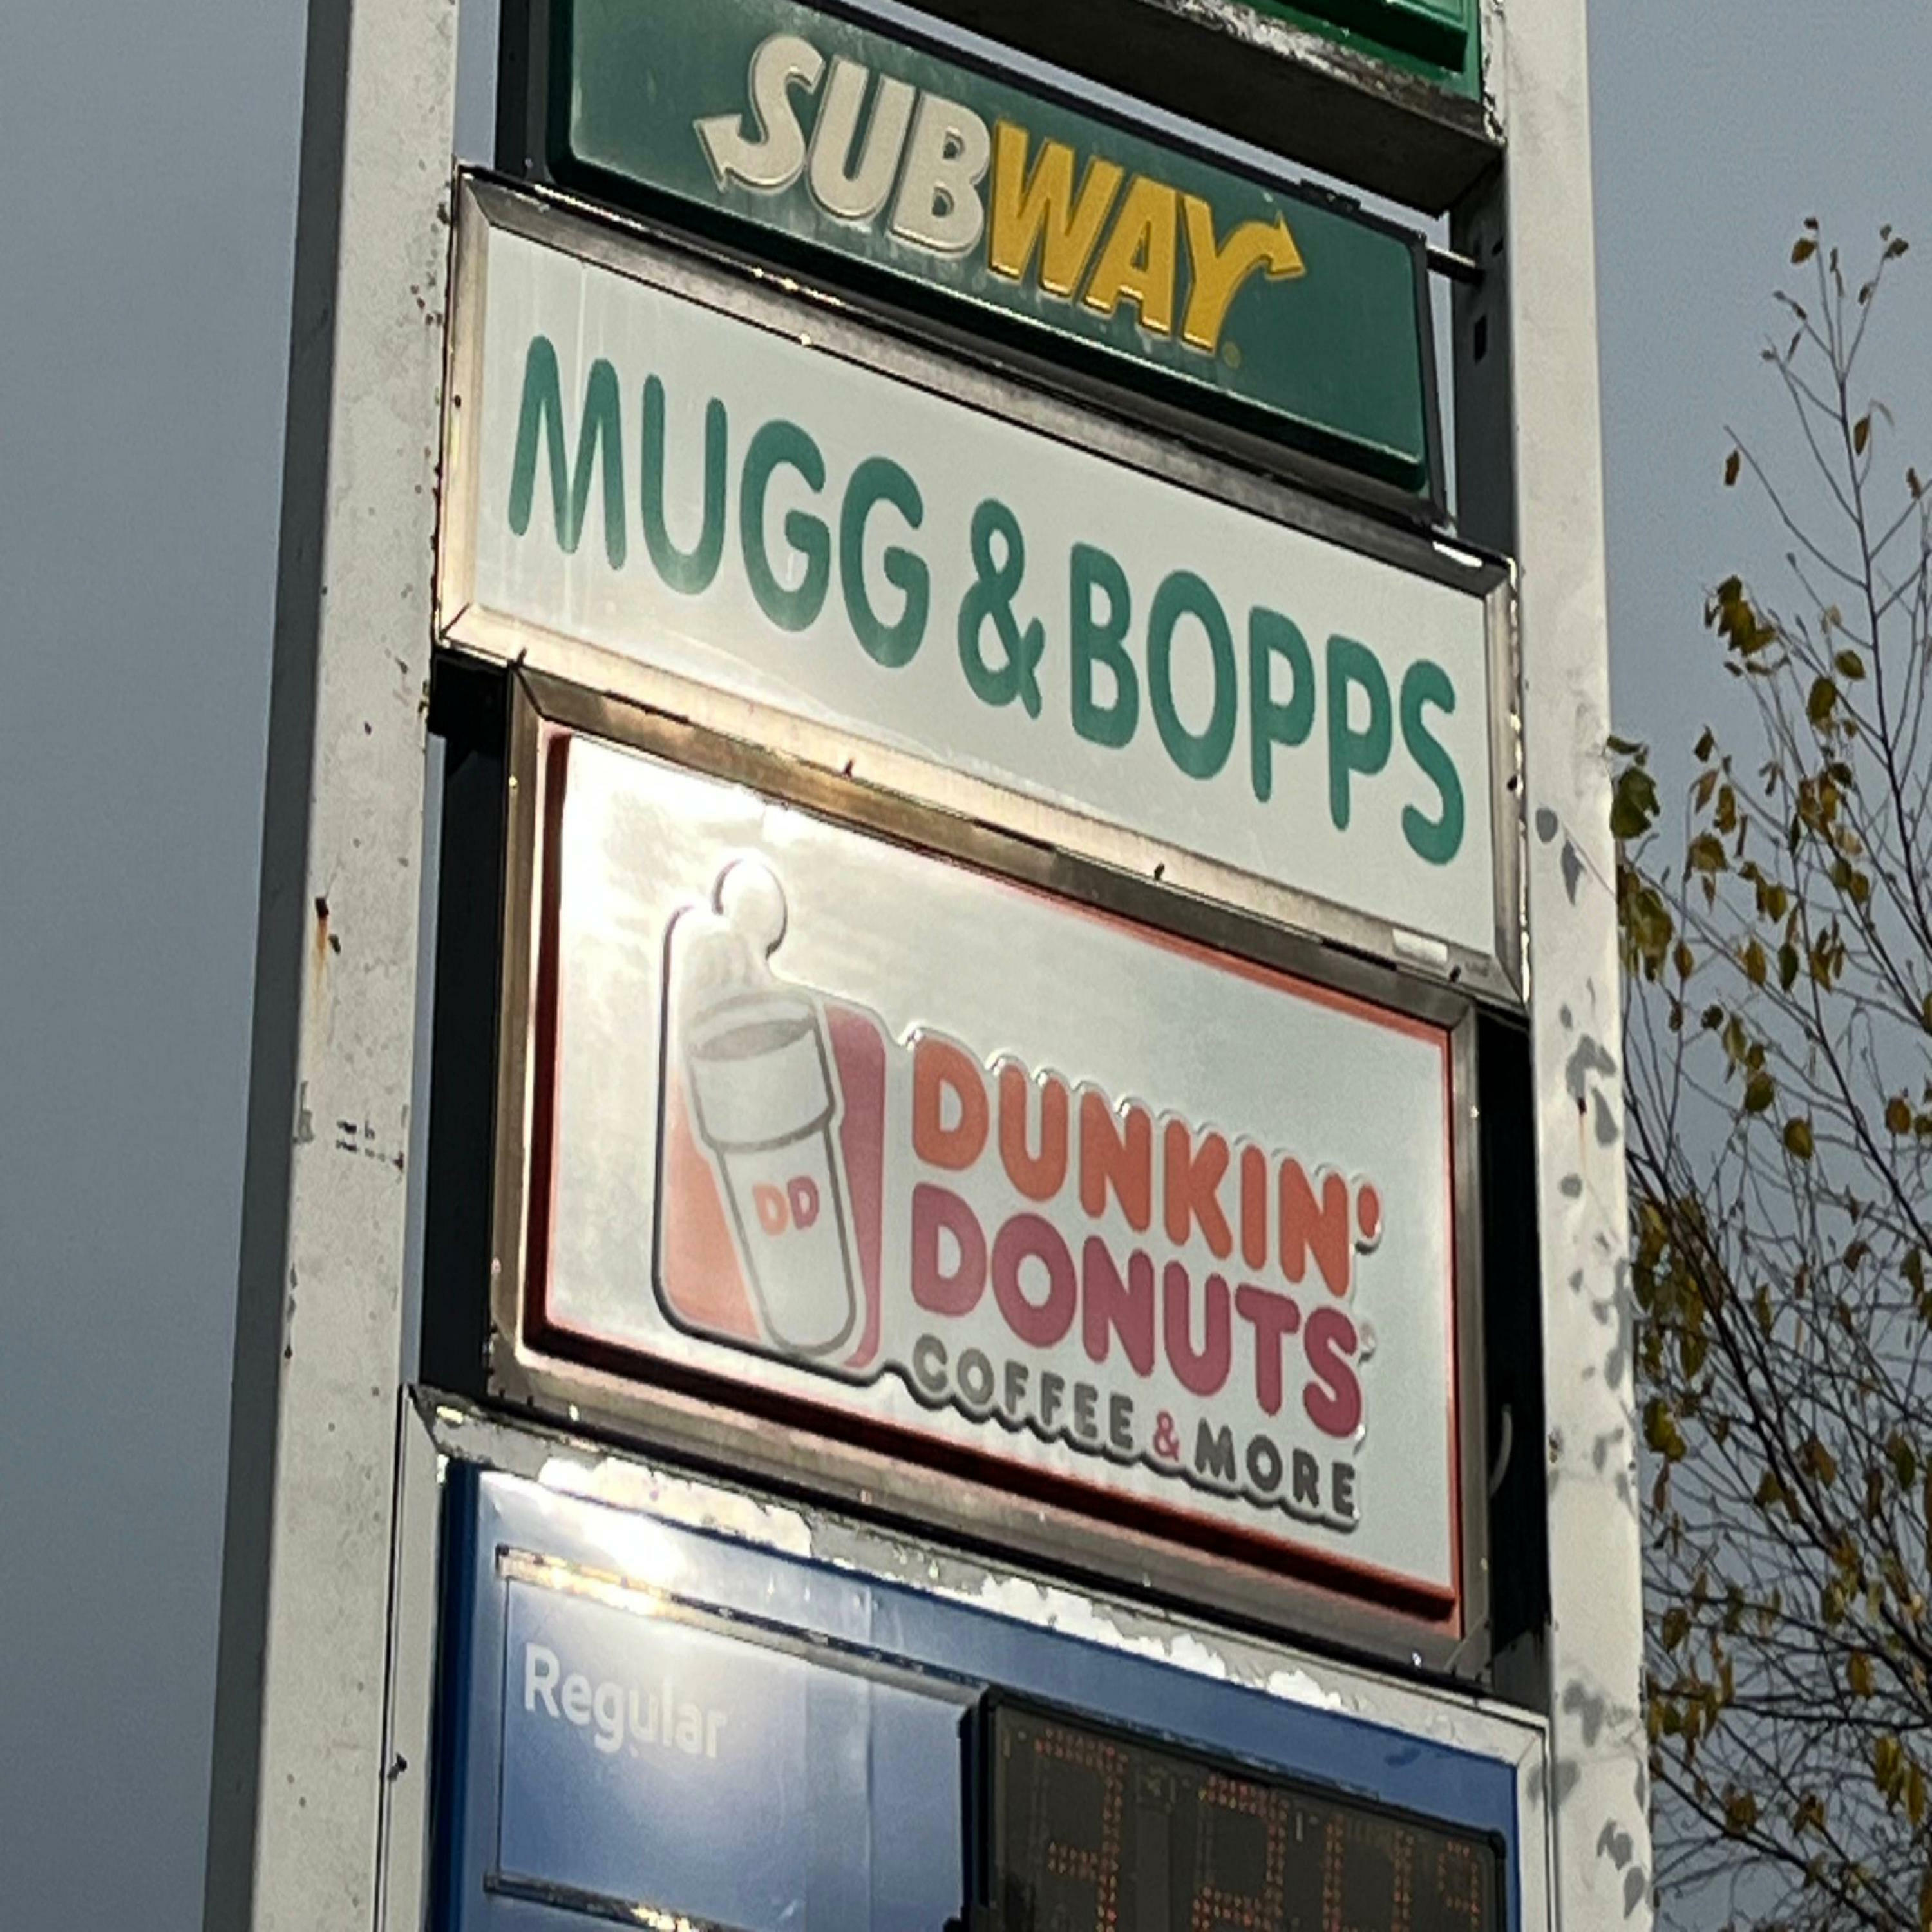 SUBWAY
MUGG & BOPPS
DD
DUNKIN'
DONUTS
COFFEE & MORE
Regular